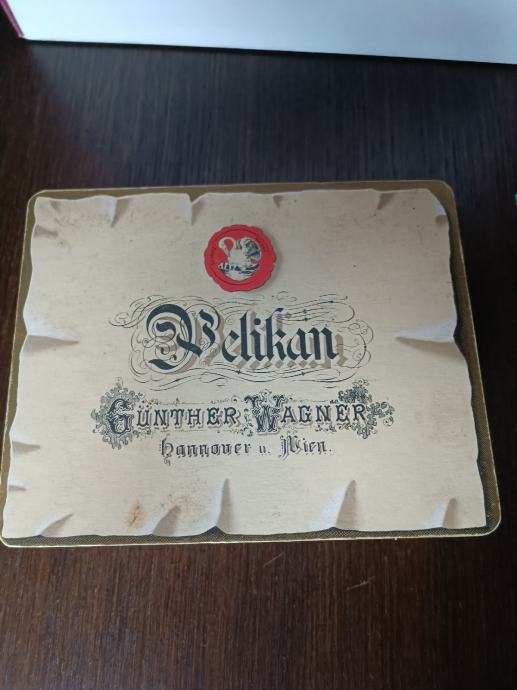 Pelikan
GÜNTHER WAGNER
Hannover u. Wien.